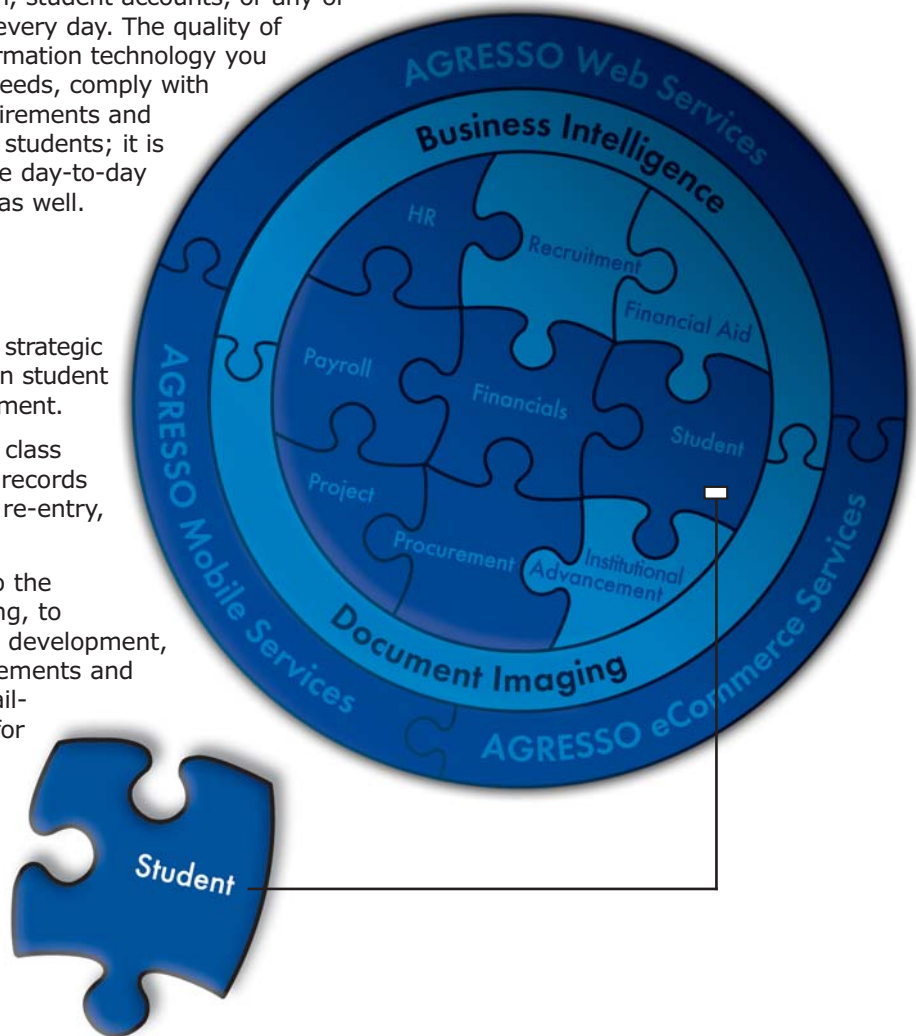 , student accounts, or any of
every day. The quality of
rmation technology you
eeds, comply with
irements and
students; it is
e day-to-day
as well.
strategic
n student
ment.
class
records
re-entry,
o the
ng, to
development,
ements and
ail-
for
AGRESSO Web Services
Business Intelligence
HR
Recruitment
Financial Aid
Payroll
Financials
Student
Project
Procurement
Institutional
Advancement
Document Imaging
AGRESSO Mobile Services
AGRESSO eCommerce Services
Student